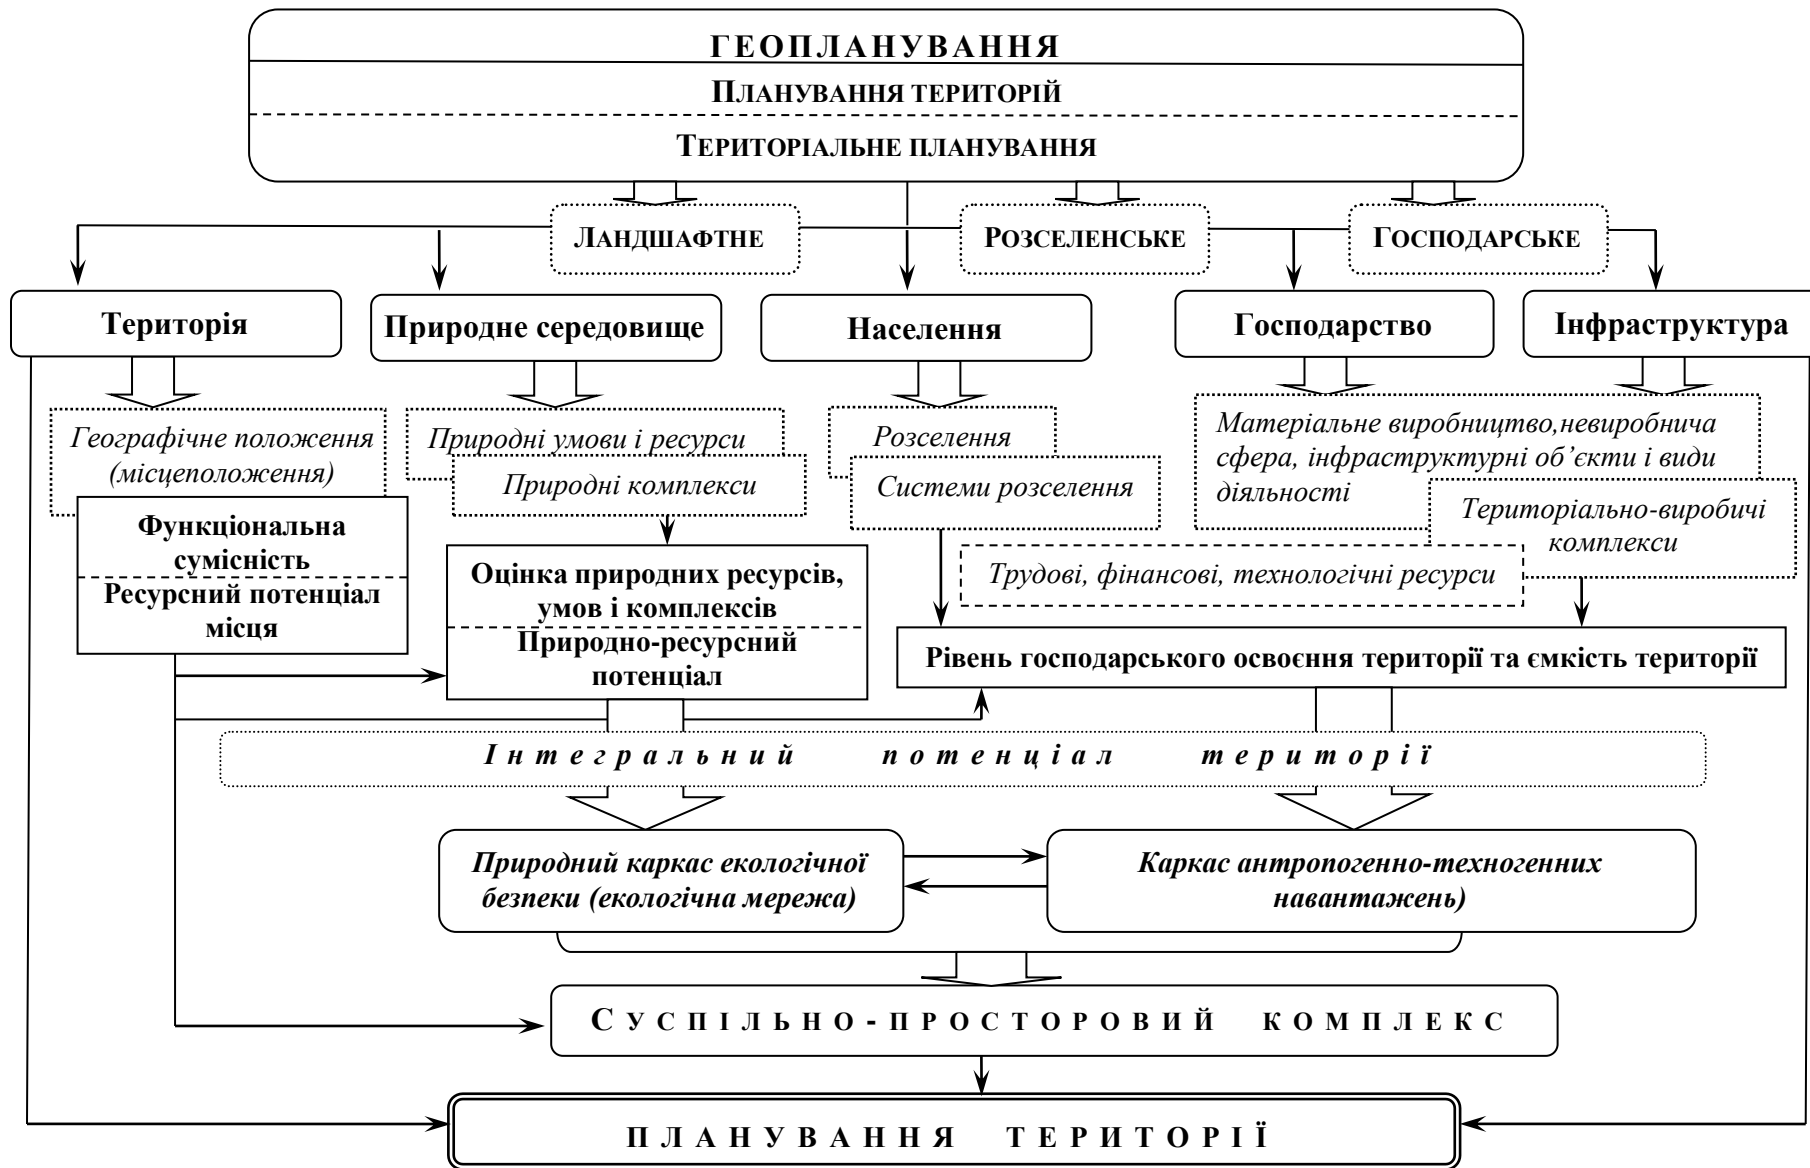 ГЕОПЛАНУВАННЯ
ПЛАНУВАННЯ ТЕРИТОРІЙ
ТЕРИТОРІАЛЬНЕ ПЛАНУВАННЯ
ЛАНДШАФТНЕ
РОЗСЕЛЕНСЬКЕ
ГОСПОДАРСЬКЕ
Територія
Природне середовище
Населення
Господарство
Інфраструктура
Географічне положення
(місцеположення)
Функціональна
сумісність
Ресурсний потенціал
місця
Природні умови і ресурси
Природні комплекси
Оцінка природних ресурсів,
умов і комплексів
Природно-ресурсний
потенціал
Розселення
Системи розселення
Матеріальне виробництво,невиробнича
сфера, інфраструктурні об’єкти і види
діяльності
Територіально-виробичі
комплекси
Трудові, фінансові, технологічні ресурси
Рівень господарського освоєння території та ємкість території
Інтегральний потенціал території
Природний каркас екологічної
безпеки (екологічна мережа)
Каркас антропогенно-техногенних
навантажень)
СУСПІЛЬНО-ПРОСТОРОВИЙ КОМПЛЕКС
ПЛАНУВАННЯ ТЕРИТОРІЇ